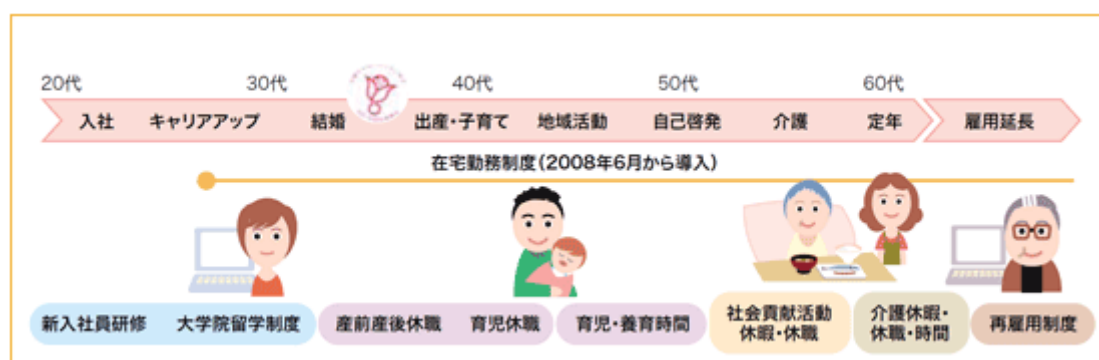 20代 30代 40代 50代 60代
入社 キャリアアップ 結婚 出産・子育て 地域活動 自己啓発 介護 定年 雇用延長
在宅勤務制度(2008年6月から導入)
新入社員研修 大学院留学制度 産前産後休職 育児休職 育児・養育時間
社会貢献活動
休暇・休職
介護休暇・
休職・時間
再雇用制度